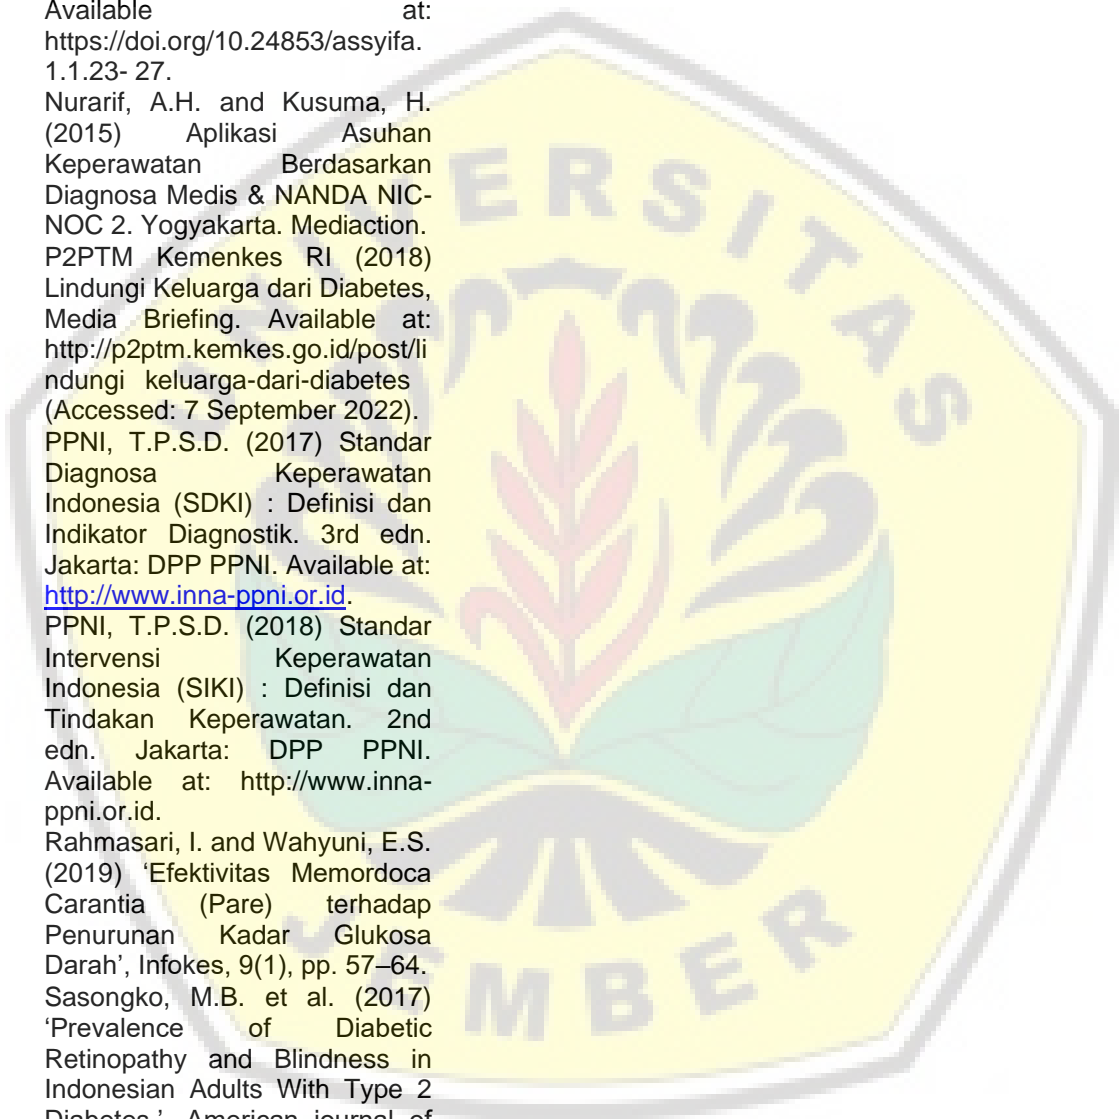 Available at:
https://doi.org/10.24853/assyifa.
1.1.23- 27.
Nurarif, A.H. and Kusuma, H.
(2015) Aplikasi Asuhan
Keperawatan Berdasarkan
Diagnosa Medis & NANDA NIC-
NOC 2. Yogyakarta. Mediaction.
P2PTM Kemenkes RI (2018)
Lindungi Keluarga dari Diabetes,
Media Briefing. Available at:
http://p2ptm.kemkes.go.id/post/li
ndungi keluarga-dari-diabetes
(Accessed: 7 September 2022).
PPNI, T.P.S.D. (2017) Standar
Diagnosa Keperawatan
Indonesia (SDKI) : Definisi dan
Indikator Diagnostik. 3rd edn.
Jakarta: DPP PPNI. Available at:
http://www.inna-ppni.or.id.
PPNI, T.P.S.D. (2018) Standar
Intervensi Keperawatan
Indonesia (SIKI) : Definisi dan
Tindakan Keperawatan. 2nd
edn. Jakarta: DPP PPNI.
Available at: http://www.inna-
ppni.or.id.
Rahmasari, I. and Wahyuni, E.S.
(2019) ‘Efektivitas Memordoca
Carantia (Pare) terhadap
Penurunan Kadar Glukosa
Darah’, Infokes, 9(1), pp. 57–64.
Sasongko, M.B. et al. (2017)
‘Prevalence of Diabetic
Retinopathy and Blindness in
Indonesian Adults With Type 2
Diabetes.’, American journal of
UNIVERSITAS
JEMBER